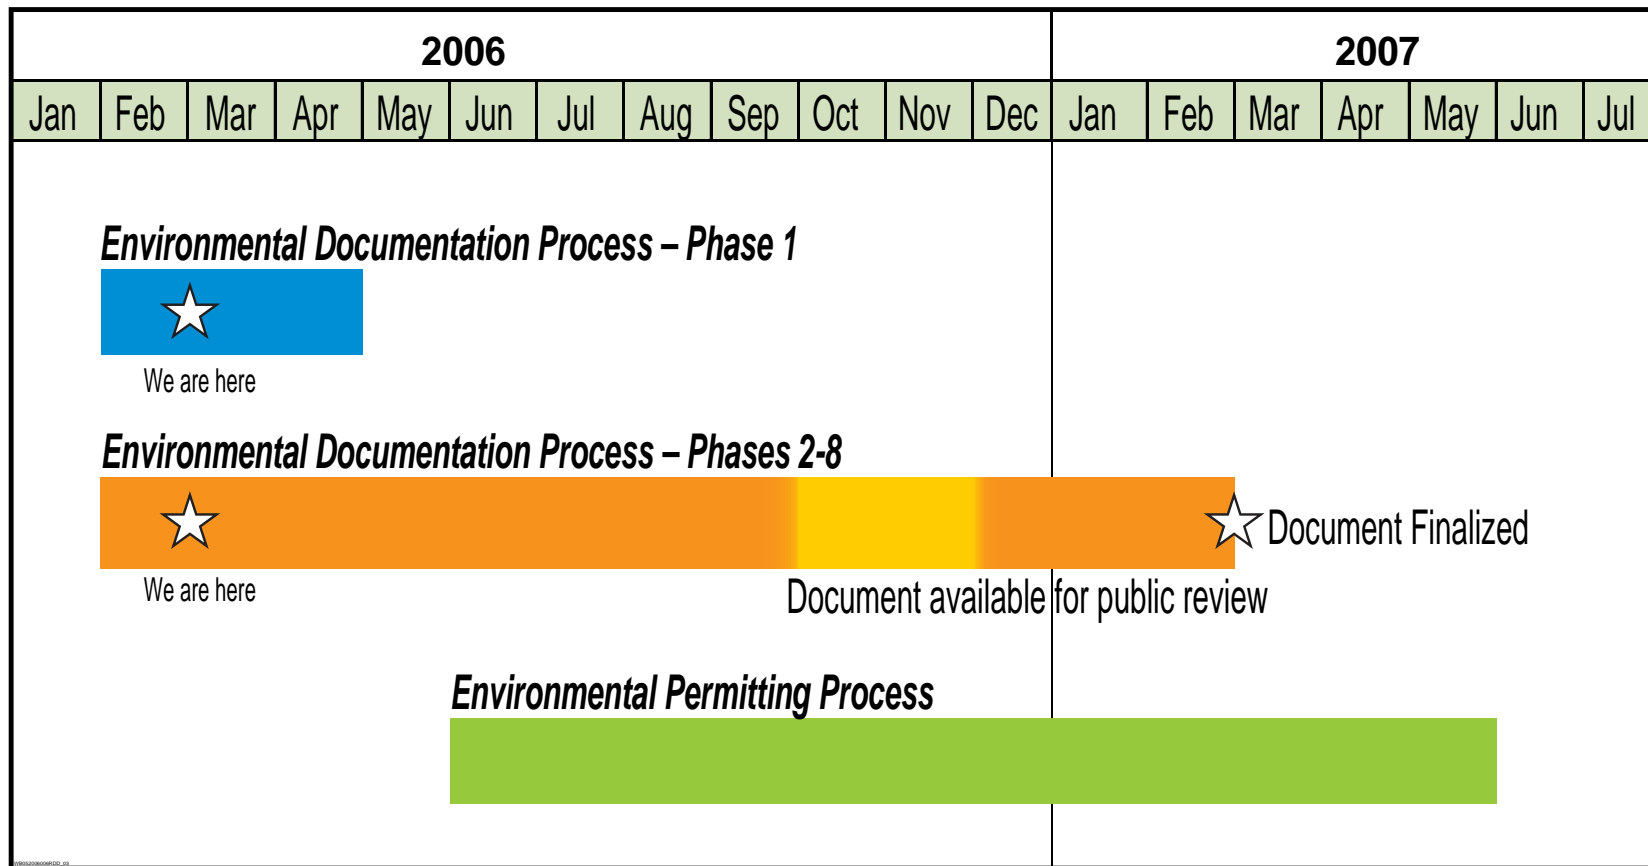 2006 2007
Jan Feb Mar Apr May Jun Jul Aug Sep Oct Nov Dec Jan Feb Mar Apr May Jun Jul
Environmental Documentation Process – Phase 1
We are here
Environmental Documentation Process – Phases 2-8
Document Finalized
We are here
Document available for public review
Environmental Permitting Process